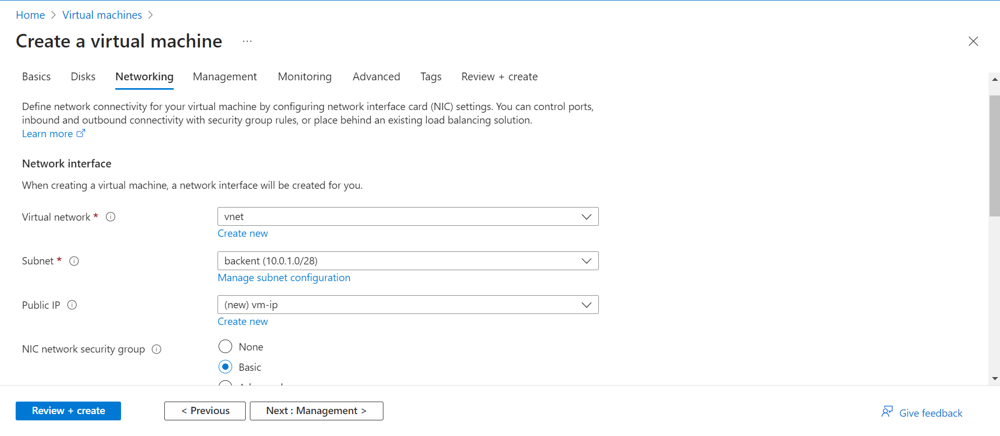 Home > Virtual machines >
Create a virtual machine ...
Basics Disks Networking Management Monitoring Advanced Tags Review + create
Define network connectivity for your virtual machine by configuring network interface card (NIC) settings. You can control ports,
inbound and outbound connectivity with security group rules, or place behind an existing load balancing solution.
Learn more
Network interface
When creating a virtual machine, a network interface will be created for you.
Virtual network * vnet
Create new
Subnet * backent (10.0.1.0/28)
Manage subnet configuration
Public IP (new) vm-ip
Create new
NIC network security group None
Basic
Review + create < Previous Next : Management > Give feedback